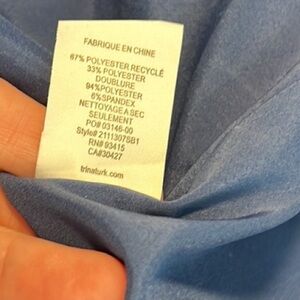 FABRIQUE EN CHINE
67% POLYESTER RECYCLÉ
33% POLYESTER
DOUBLURE
94%POLYESTER
6%SPANDEX
NETTOYAGE A SEC
SEULEMENT
PO# 03146-00
Style# 2111307SB1
RN# 93415
CA#30427
trinaturk.com